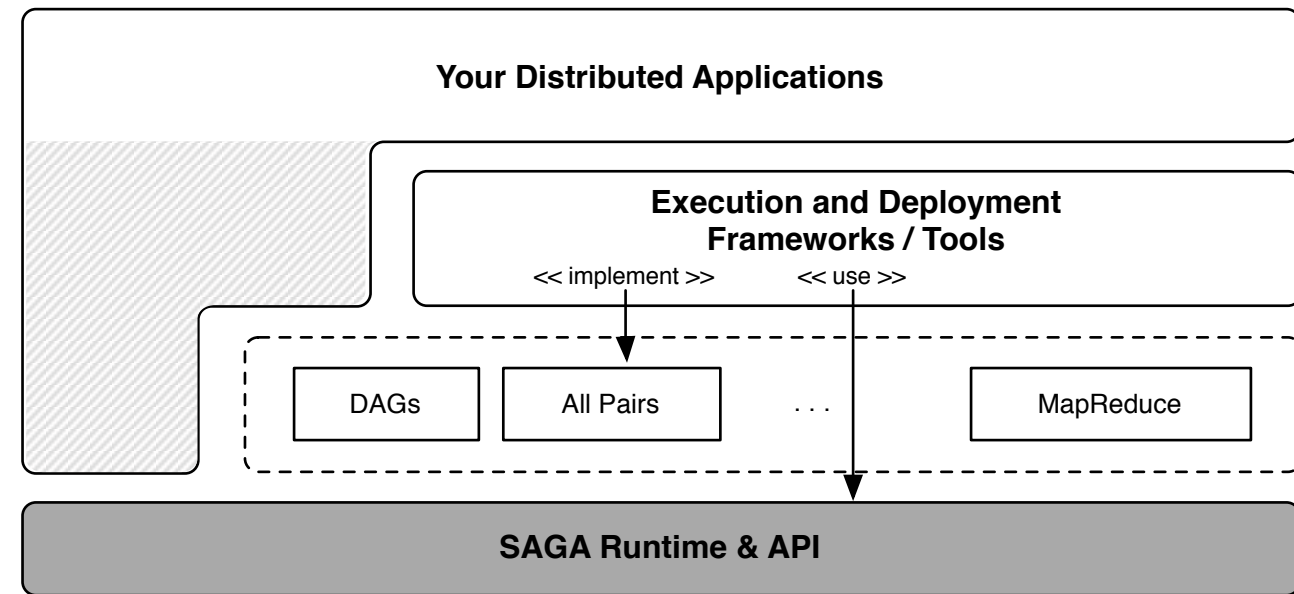 Your Distributed Applications
Execution and Deployment
Frameworks / Tools
<< implement >> << use >>
DAGs All Pairs . . . MapReduce
SAGA Runtime & API